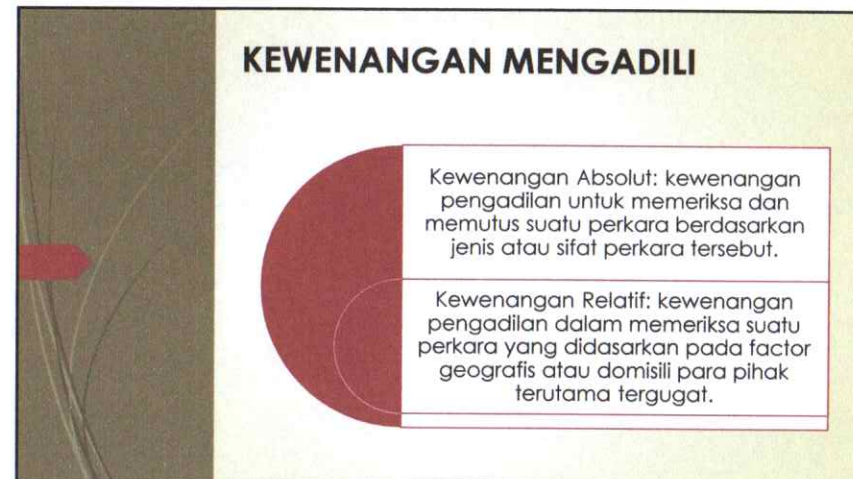 KEWENANGAN MENGADILI
Kewenangan Absolut: kewenangan
pengadilan untuk memeriksa dan
memutus suatu perkara berdasarkan
jenis atau sifat perkara tersebut.
Kewenangan Relatif: kewenangan
pengadilan dalam memeriksa suatu
perkara yang didasarkan pada factor
geografis atau domisili para pihak
terutama tergugat.